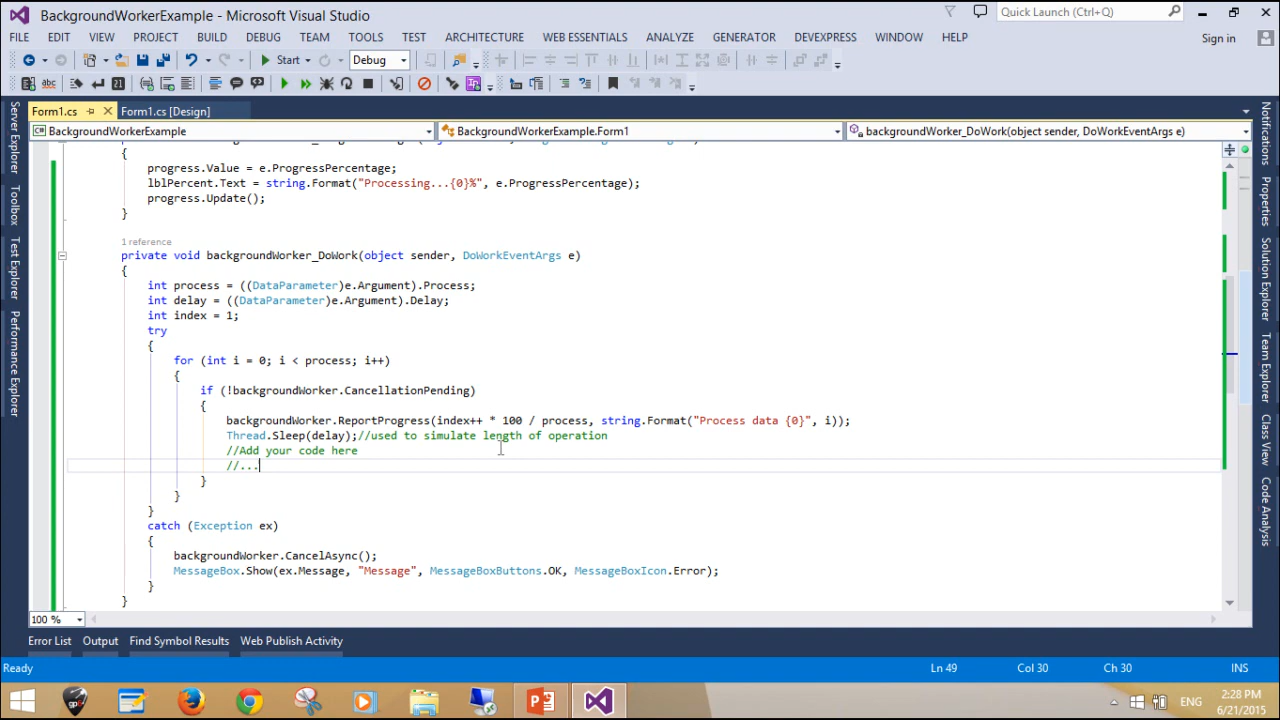 BackgroundWorkerExample - Microsoft Visual Studio
Quick Launch (Ctrl+Q)
FILE EDIT VIEW PROJECT BUILD DEBUG TEAM TOOLS TEST ARCHITECTURE WEB ESSENTIALS ANALYZE GENERATOR DEVEXPRESS WINDOW HELP
Sign in
Start Debug
abc
Form1.cs Form1.cs [Design]
BackgroundWorkerExample BackgroundWorkerExample.Form1 backgroundWorker_DoWork(object sender, DoWorkEventArgs e)
{
progress.Value = e.ProgressPercentage;
lblPercent.Text = string.Format("Processing...{0}%", e.ProgressPercentage);
progress.Update();
}
1 reference
private void backgroundWorker_DoWork(object sender, DoWorkEventArgs e)
{
int process = ((DataParameter)e.Argument).Process;
int delay = ((DataParameter)e.Argument).Delay;
int index = 1;
try
{
for (int i = 0; i < process; i++)
{
if (!backgroundWorker.CancellationPending)
{
backgroundWorker.ReportProgress(index++ * 100 / process, string.Format("Process data {0}", i));
Thread.Sleep(delay);//used to simulate length of operation
//Add your code here
//...
}
}
}
catch (Exception ex)
{
backgroundWorker.CancelAsync();
MessageBox.Show(ex.Message, "Message", MessageBoxButtons.OK, MessageBoxIcon.Error);
}
}
100 %
Server Explorer
Toolbox
Test Explorer
Performance Explorer
Notifications
Properties
Solution Explorer
Team Explorer
Class View
Code Analysis
Error List Output Find Symbol Results Web Publish Activity
Ready Ln 49 Col 30 Ch 30 INS
ENG
2:28 PM
6/21/2015